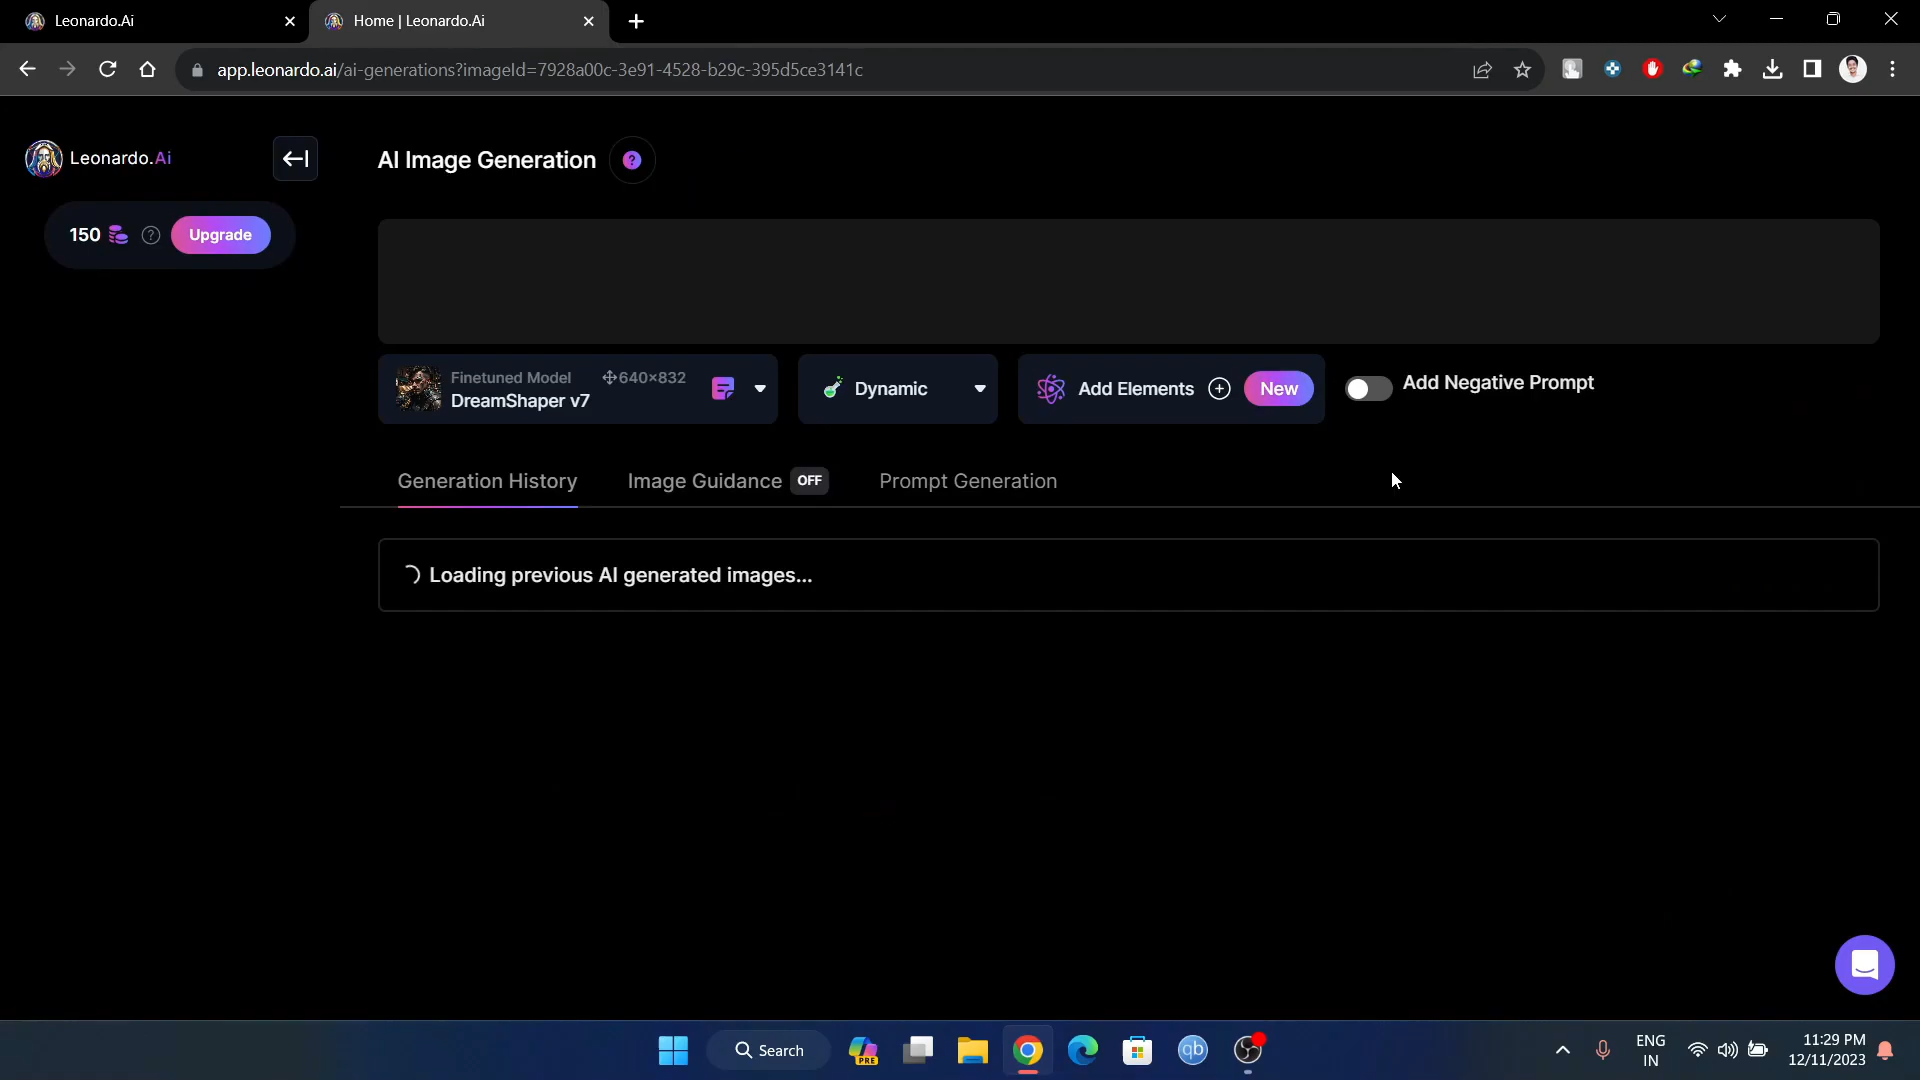 Leonardo.Ai
Home | Leonardo.Ai
app.leonardo.ai/ai-generations?imageId=7928a00c-3e91-4528-b29c-395d5ce3141c
Leonardo.Ai
AI Image Generation ?
150 ? Upgrade
Finetuned Model 640×832
DreamShaper v7
Dynamic
Add Elements New
Add Negative Prompt
Generation History
Image Guidance OFF
Prompt Generation
Loading previous AI generated images...
Search
PRE
qb
ENG
IN
11:29 PM
12/11/2023